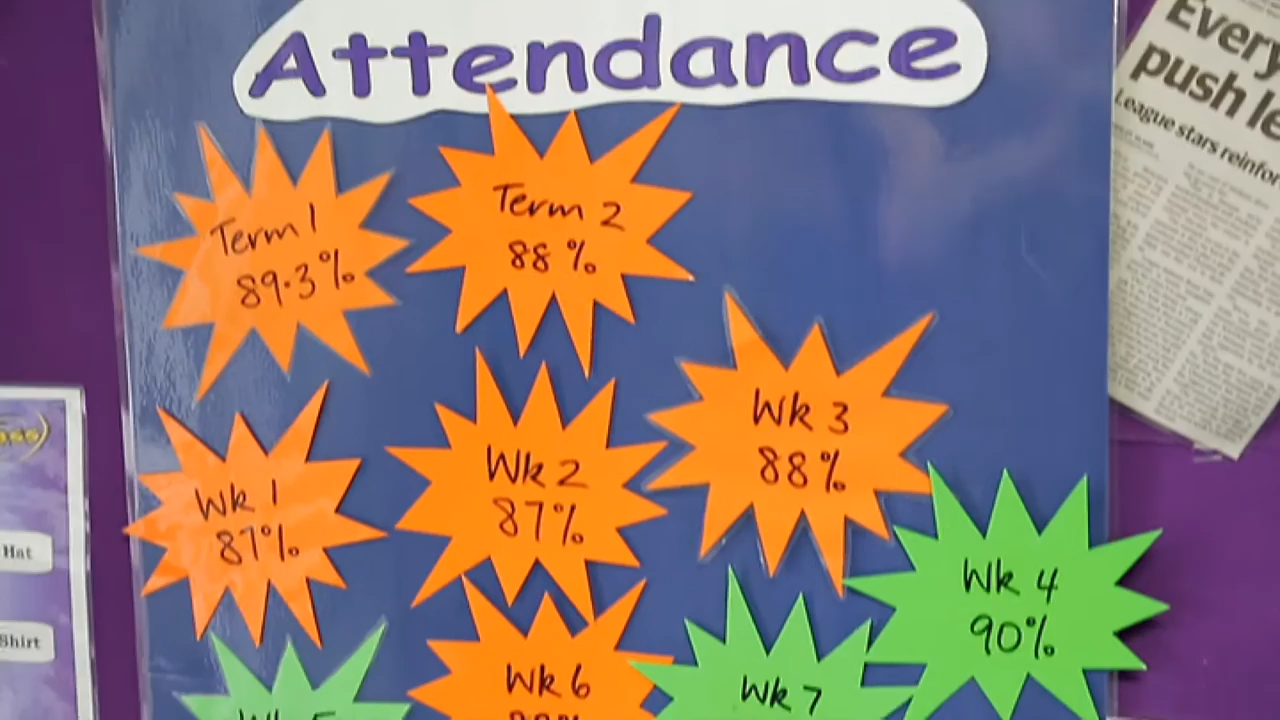 Attendance
Term 1
89.3%
Term 2
88%
Wk 1
87%
Wk 2
87%
Wk 3
88%
Wk 4
90%
Wk 6
Wk 7
Every
push le
League stars reinfor
Hat
Shirt